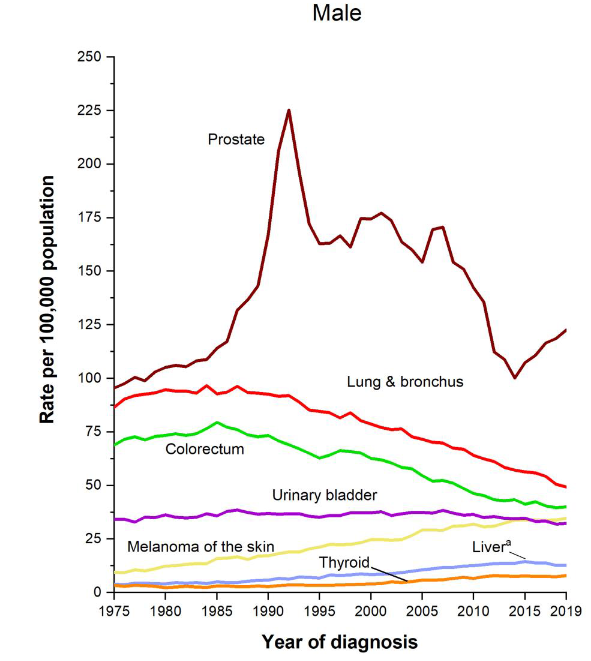 Male
250
225
200
175
150
125
100
75
50
25
0
Rate per 100,000 population
Prostate
Lung & bronchus
Colorectum
Urinary bladder
Melanoma of the skin
Liverᵃ
Thyroid
1975 1980 1985 1990 1995 2000 2005 2010 2015 2019
Year of diagnosis